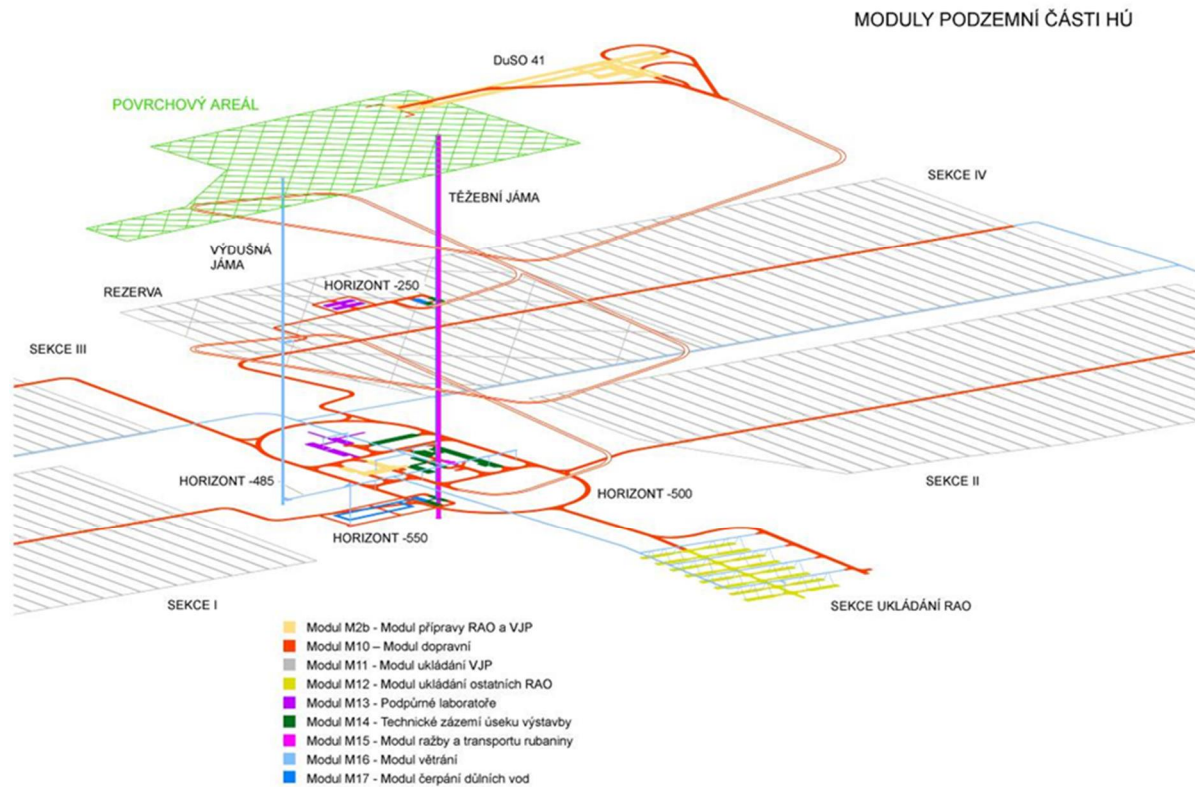 MODULY PODZEMNÍ ČÁSTI HÚ
DuSO 41
POVRCHOVÝ AREÁL
SEKCE IV
TĚŽEBNÍ JÁMA
VÝDUŠNÁ
JÁMA
HORIZONT -250
REZERVA
SEKCE III
HORIZONT -485
HORIZONT -500
SEKCE II
HORIZONT -550
SEKCE I
SEKCE UKLÁDÁNÍ RAO
Modul M2b - Modul přípravy RAO a VJP
Modul M10 – Modul dopravní
Modul M11 - Modul ukládání VJP
Modul M12 - Modul ukládání ostatních RAO
Modul M13 - Podpůrné laboratoře
Modul M14 - Technické zázemí úseku výstavby
Modul M15 - Modul ražby a transportu rubaniny
Modul M16 - Modul větrání
Modul M17 - Modul čerpání důlních vod